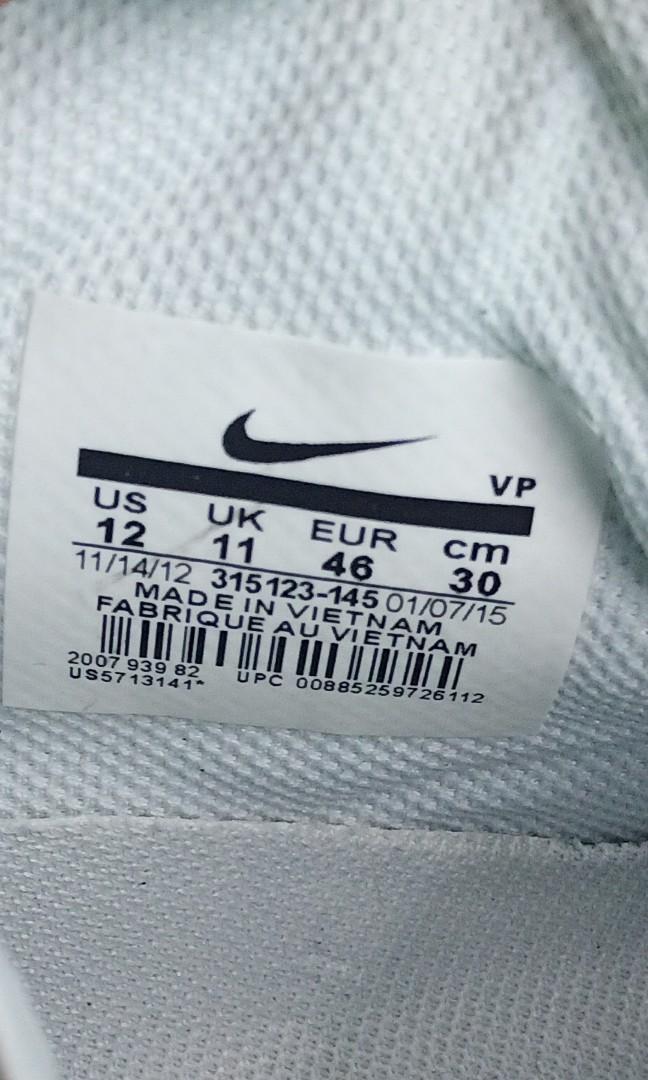 VP
US UK EUR cm
12 11 46 30
11/14/12 315123-145 01/07/15
MADE IN VIETNAM
FABRIQUE AU VIETNAM
2007 939 82
US5713141* UPC 00885259726112